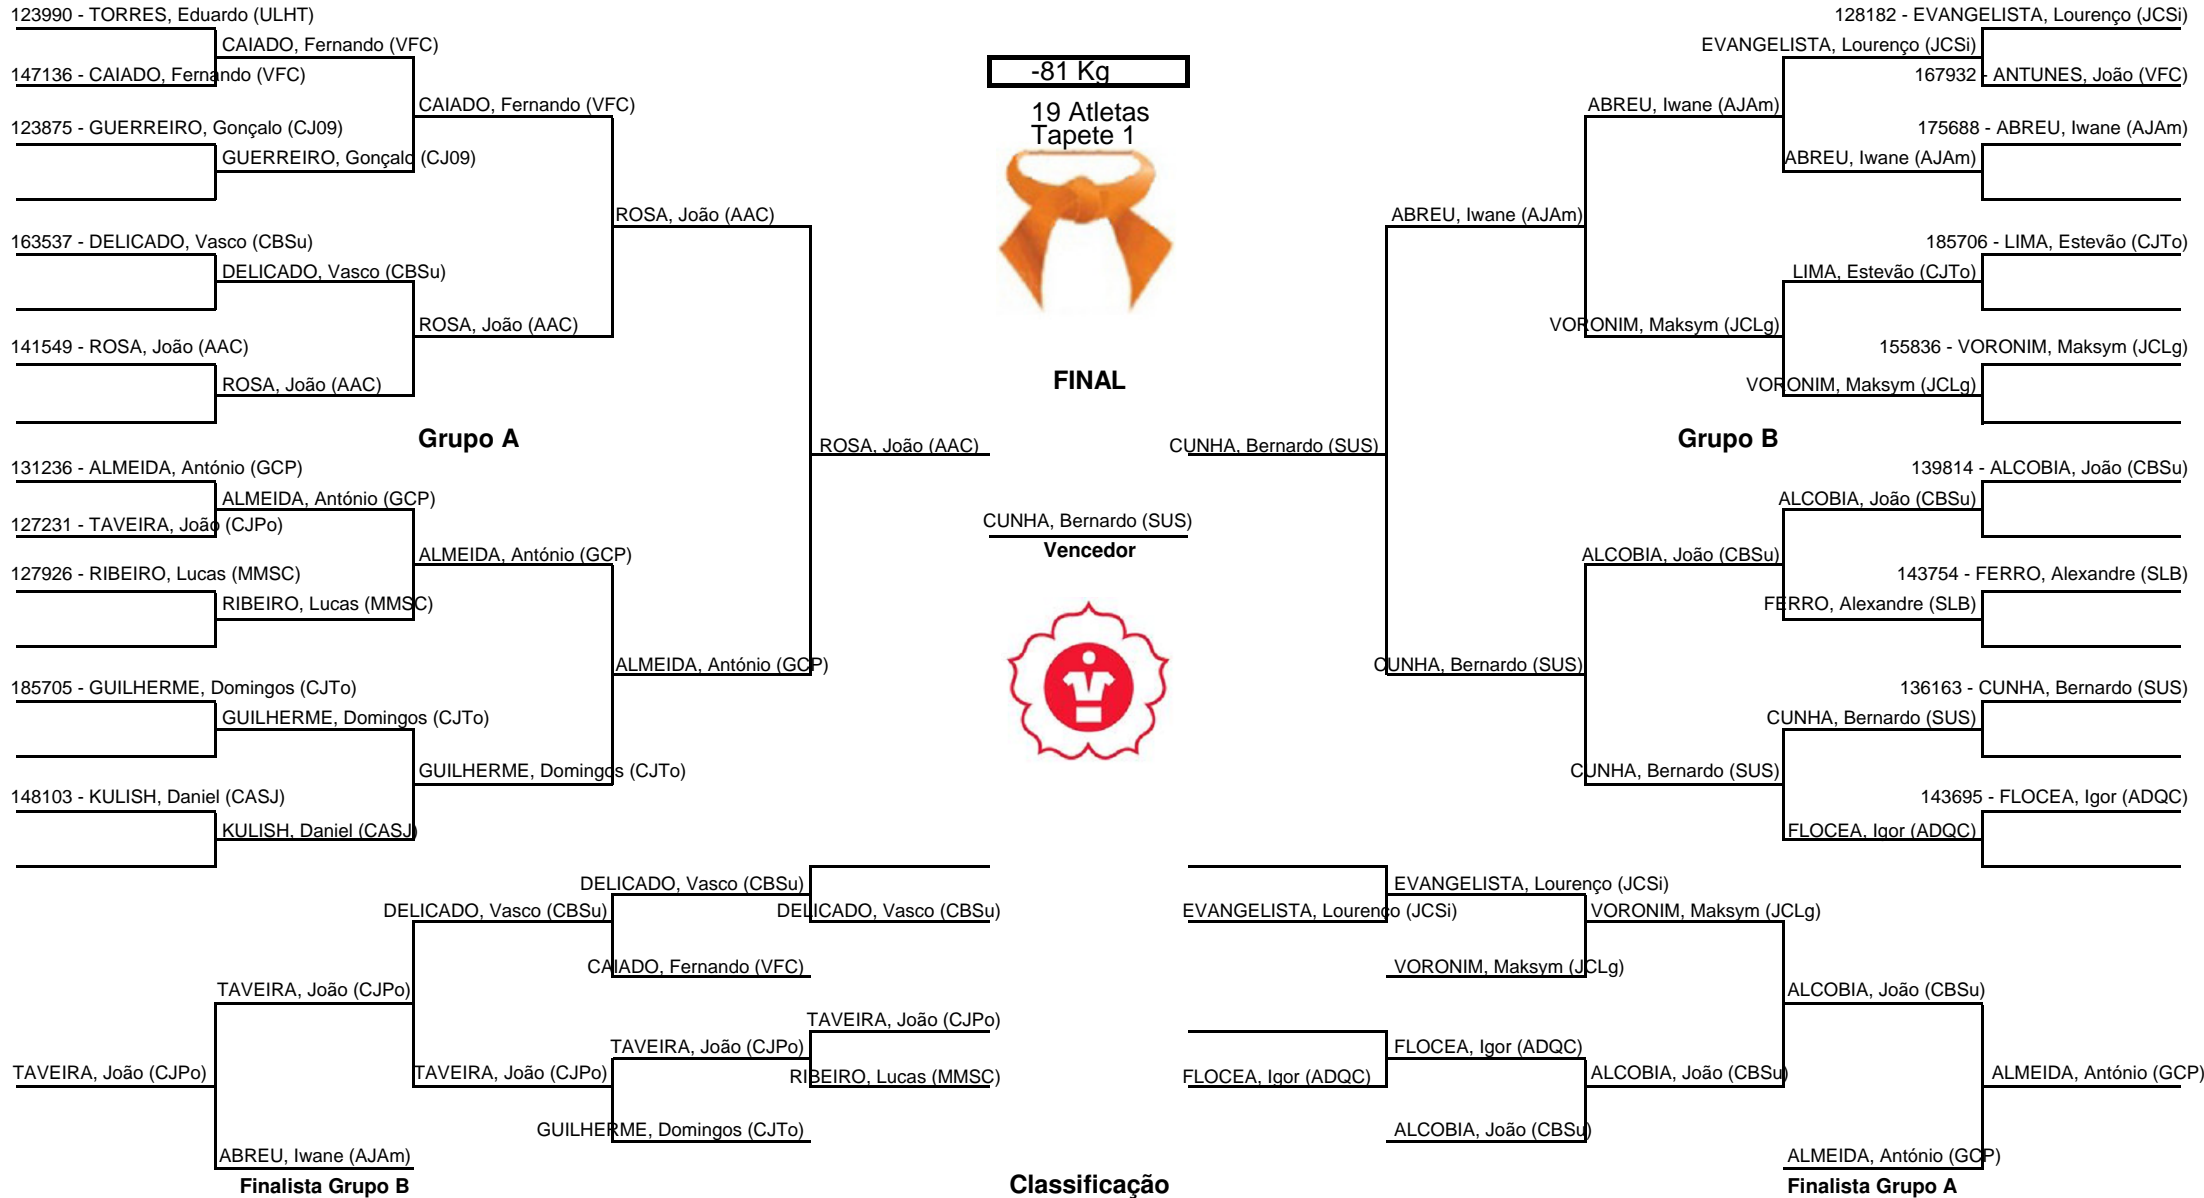 123990 - TORRES, Eduardo (ULHT)
CAIADO, Fernando (VFC)
147136 - CAIADO, Fernando (VFC)
CAIADO, Fernando (VFC)
123875 - GUERREIRO, Gonçalo (CJ09)
GUERREIRO, Gonçalo (CJ09)
ROSA, João (AAC)
163537 - DELICADO, Vasco (CBSu)
DELICADO, Vasco (CBSu)
ROSA, João (AAC)
141549 - ROSA, João (AAC)
ROSA, João (AAC)
Grupo A
ROSA, João (AAC)
131236 - ALMEIDA, António (GCP)
ALMEIDA, António (GCP)
127231 - TAVEIRA, João (CJPo)
ALMEIDA, António (GCP)
127926 - RIBEIRO, Lucas (MMSC)
RIBEIRO, Lucas (MMSC)
ALMEIDA, António (GCP)
185705 - GUILHERME, Domingos (CJTo)
GUILHERME, Domingos (CJTo)
GUILHERME, Domingos (CJTo)
148103 - KULISH, Daniel (CASJ)
KULISH, Daniel (CASJ)
-81 Kg
19 Atletas
Tapete 1
FINAL
CUNHA, Bernardo (SUS)
Vencedor
128182 - EVANGELISTA, Lourenço (JCSi)
EVANGELISTA, Lourenço (JCSi)
167932 - ANTUNES, João (VFC)
ABREU, Iwane (AJAm)
175688 - ABREU, Iwane (AJAm)
ABREU, Iwane (AJAm)
ABREU, Iwane (AJAm)
185706 - LIMA, Estevão (CJTo)
LIMA, Estevão (CJTo)
VORONIM, Maksym (JCLg)
155836 - VORONIM, Maksym (JCLg)
VORONIM, Maksym (JCLg)
Grupo B
CUNHA, Bernardo (SUS)
139814 - ALCOBIA, João (CBSu)
ALCOBIA, João (CBSu)
ALCOBIA, João (CBSu)
143754 - FERRO, Alexandre (SLB)
FERRO, Alexandre (SLB)
CUNHA, Bernardo (SUS)
136163 - CUNHA, Bernardo (SUS)
CUNHA, Bernardo (SUS)
CUNHA, Bernardo (SUS)
143695 - FLOCEA, Igor (ADQC)
FLOCEA, Igor (ADQC)
DELICADO, Vasco (CBSu)
DELICADO, Vasco (CBSu)
DELICADO, Vasco (CBSu)
CAIADO, Fernando (VFC)
TAVEIRA, João (CJPo)
TAVEIRA, João (CJPo)
TAVEIRA, João (CJPo)
TAVEIRA, João (CJPo)
TAVEIRA, João (CJPo)
RIBEIRO, Lucas (MMSC)
GUILHERME, Domingos (CJTo)
ABREU, Iwane (AJAm)
Finalista Grupo B
Classificação
EVANGELISTA, Lourenço (JCSi)
EVANGELISTA, Lourenço (JCSi)
VORONIM, Maksym (JCLg)
VORONIM, Maksym (JCLg)
ALCOBIA, João (CBSu)
FLOCEA, Igor (ADQC)
FLOCEA, Igor (ADQC)
ALCOBIA, João (CBSu)
ALMEIDA, António (GCP)
ALCOBIA, João (CBSu)
ALMEIDA, António (GCP)
Finalista Grupo A